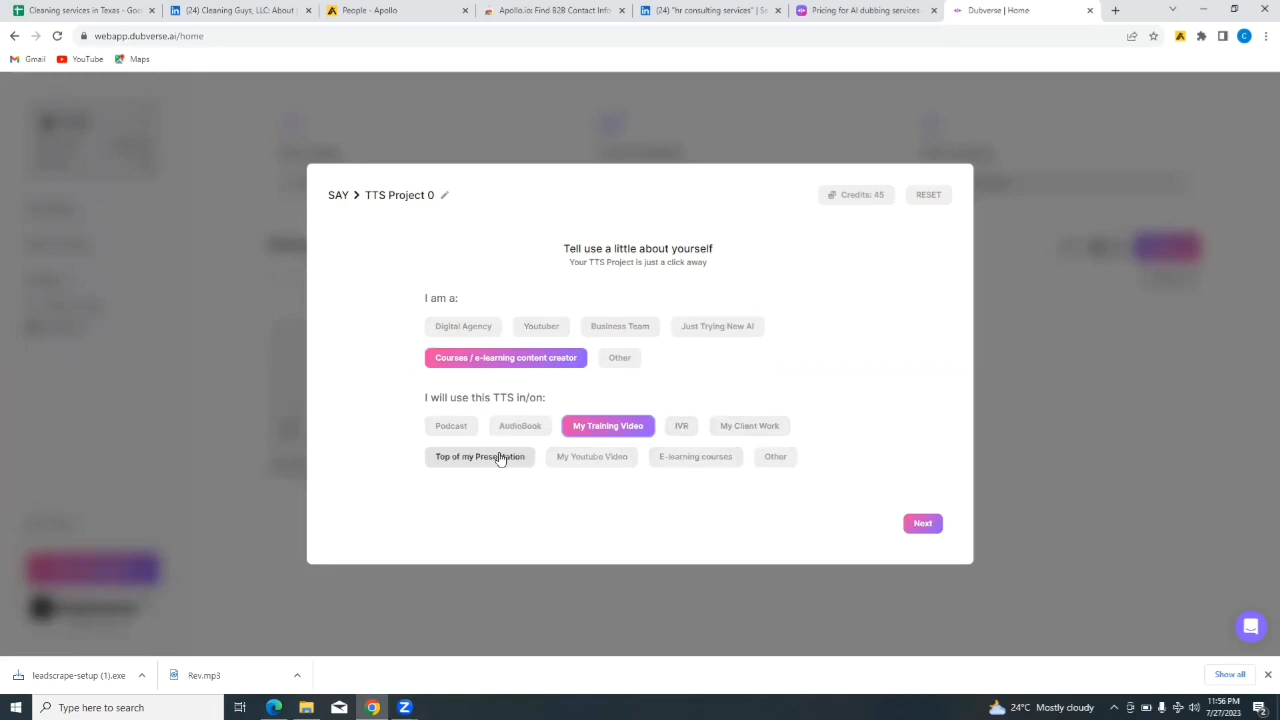 Cleaning services in Texas - Goo
(24) Cleaning Guys, LLC: About |
People - Apollo
Apollo.io: Find B2B Contact Info
(24) "hr consulting services" | Se
Pricing for AI dubbing services
Dubverse | Home
webapp.dubverse.ai/home
C
Gmail
YouTube
Maps
SAY > TTS Project 0
Credits: 45
RESET
Tell use a little about yourself
Your TTS Project is just a click away
I am a:
Digital Agency
Youtuber
Business Team
Just Trying New AI
Courses / e-learning content creator
Other
I will use this TTS in/on:
Podcast
AudioBook
My Training Video
IVR
My Client Work
Top of my Presentation
My Youtube Video
E-learning courses
Other
Next
leadscrape-setup (1).exe
Rev.mp3
Show all
Type here to search
Z
24°C Mostly cloudy
11:56 PM
7/27/2023
2